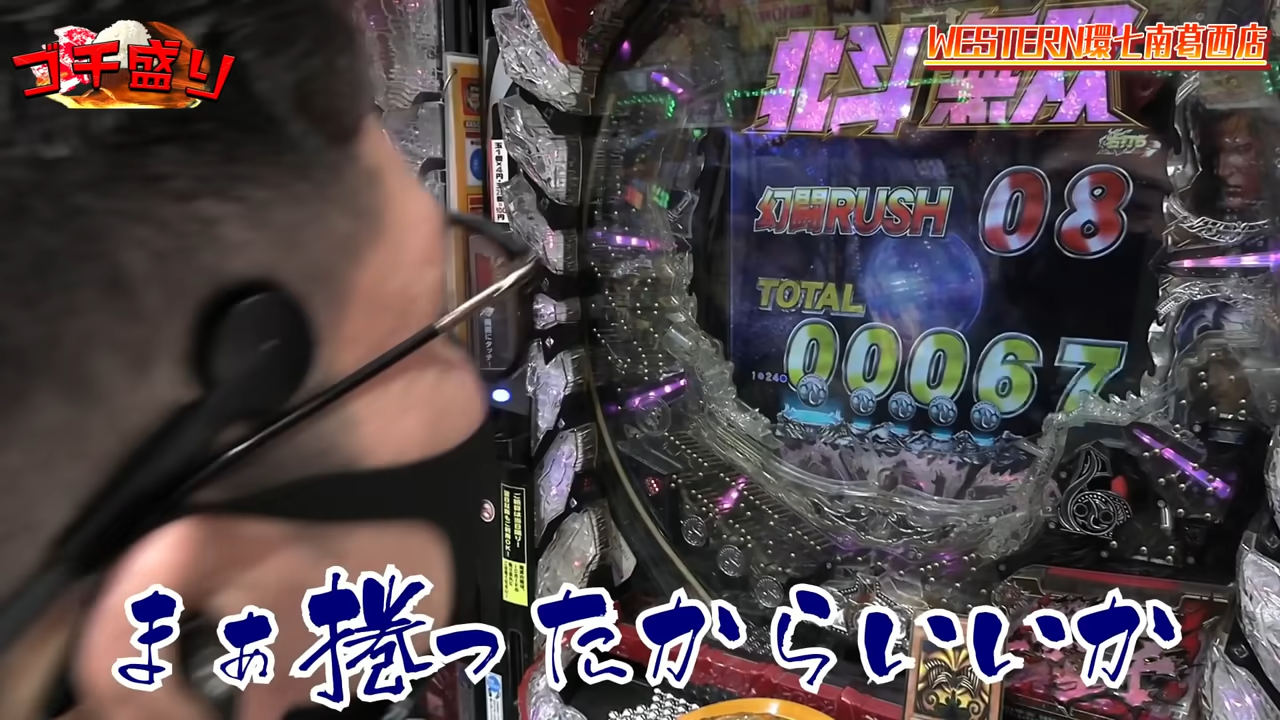 ゴチ盛り
WESTERN環七南葛西店
北斗無双
幻闘RUSH 08
TOTAL
00067
まぁ捲ったからいいか